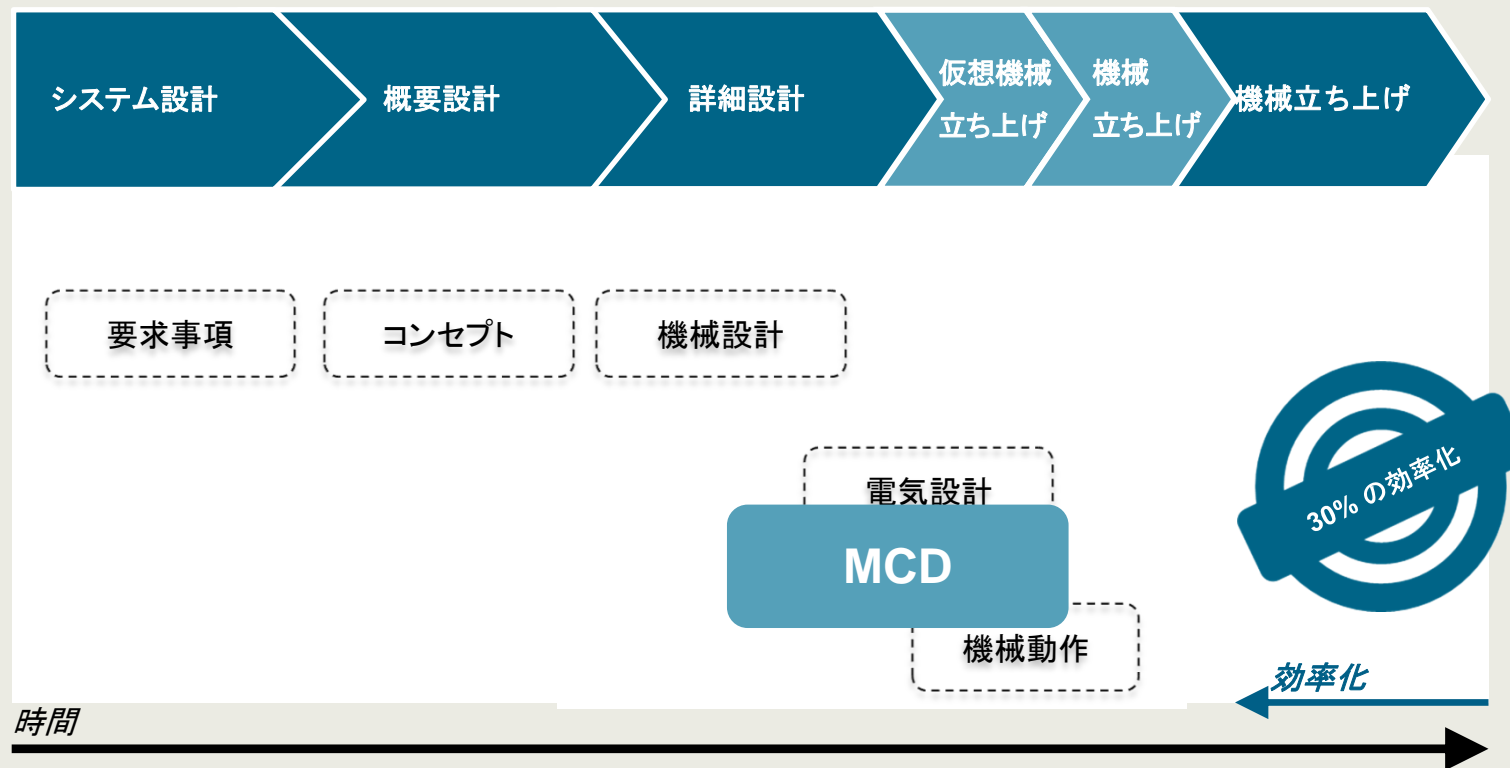 システム設計
概要設計
詳細設計
仮想機械
立ち上げ
機械
立ち上げ
機械立ち上げ
要求事項
コンセプト
機械設計
電気設計
MCD
機械動作
30% の効率化
効率化
時間